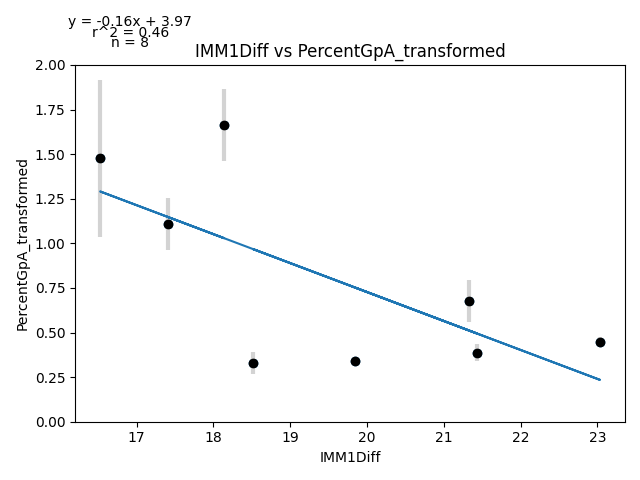 y = -0.16x + 3.97
r^2 = 0.46
n = 8
IMM1Diff vs PercentGpA_transformed
2.00
1.75
1.50
1.25
1.00
0.75
0.50
0.25
0.00
PercentGpA_transformed
17 18 19 20 21 22 23
IMM1Diff